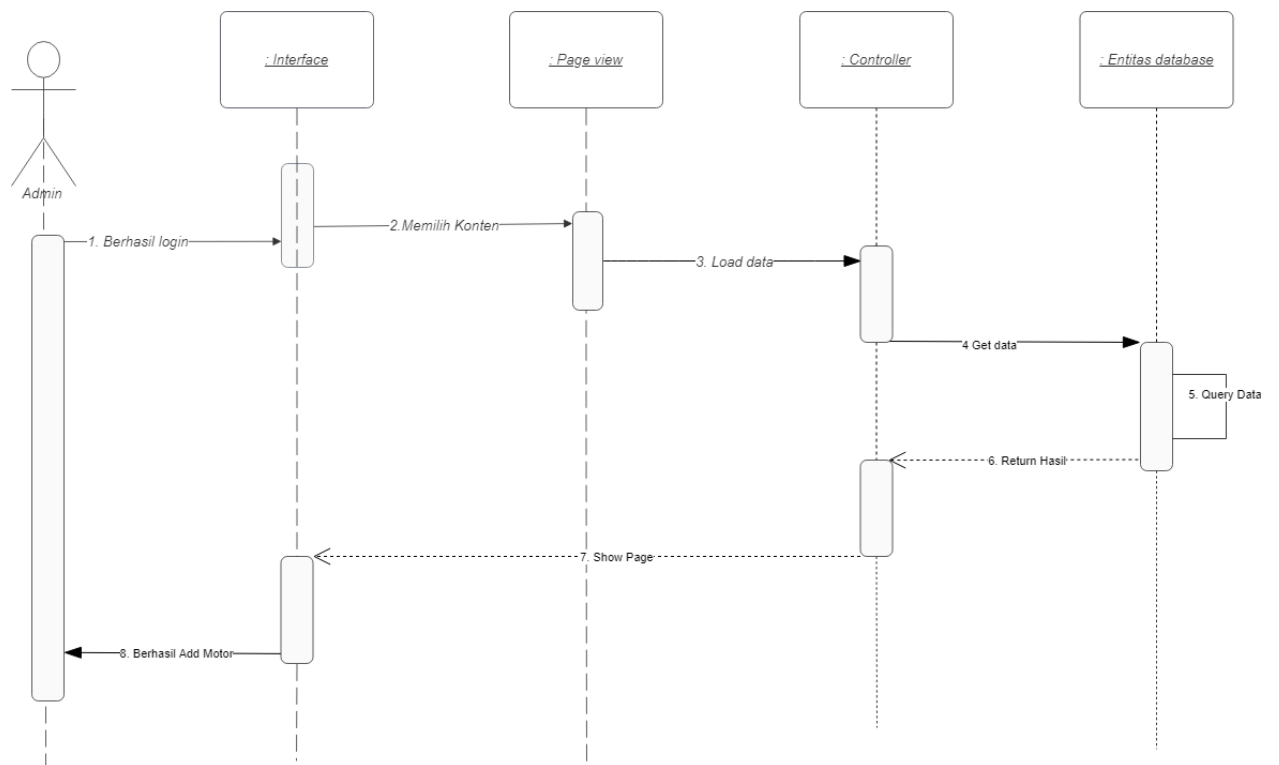 : Interface
: Page view
: Controller
: Entitas database
Admin
1. Berhasil login
2.Memilih Konten
3. Load data
4 Get data
5. Query Data
6. Return Hasil
7. Show Page
8. Berhasil Add Motor